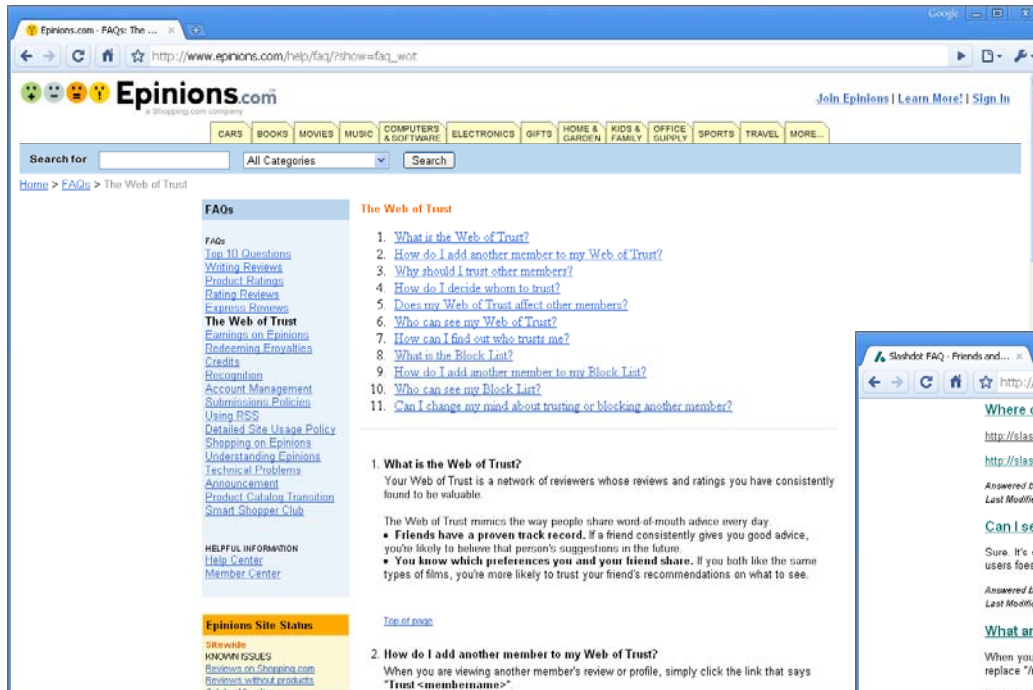 Google
Epinions.com - FAQs: The ...
http://www.epinions.com/help/faq/?show=faq_wot
Epinions.com
a Shopping.com company
Join Epinions | Learn More! | Sign In
CARS BOOKS MOVIES MUSIC COMPUTERS & SOFTWARE ELECTRONICS GIFTS HOME & GARDEN KIDS & FAMILY OFFICE SUPPLY SPORTS TRAVEL MORE...
Search for All Categories Search
Home > FAQs > The Web of Trust
FAQs
FAQs
Top 10 Questions
Writing Reviews
Product Ratings
Rating Reviews
Express Reviews
The Web of Trust
Earnings on Epinions
Redeeming Eroyalties
Credits
Recognition
Account Management
Submissions Policies
Using RSS
Detailed Site Usage Policy
Shopping on Epinions
Understanding Epinions
Technical Problems
Announcement
Product Catalog Transition
Smart Shopper Club
HELPFUL INFORMATION
Help Center
Member Center
Epinions Site Status
Sitewide
KNOWN ISSUES
Reviews on Shopping.com
Reviews without products
The Web of Trust
1. What is the Web of Trust?
2. How do I add another member to my Web of Trust?
3. Why should I trust other members?
4. How do I decide whom to trust?
5. Does my Web of Trust affect other members?
6. Who can see my Web of Trust?
7. How can I find out who trusts me?
8. What is the Block List?
9. How do I add another member to my Block List?
10. Who can see my Block List?
11. Can I change my mind about trusting or blocking another member?
1. What is the Web of Trust?
Your Web of Trust is a network of reviewers whose reviews and ratings you have consistently
found to be valuable.
The Web of Trust mimics the way people share word-of-mouth advice every day.
• Friends have a proven track record. If a friend consistently gives you good advice,
you're likely to believe that person's suggestions in the future.
• You know which preferences you and your friend share. If you both like the same
types of films, you're more likely to trust your friend's recommendations on what to see.
Top of page
2. How do I add another member to my Web of Trust?
When you are viewing another member's review or profile, simply click the link that says
"Trust <membername>".
Slashdot FAQ - Friends and...
http://
Where
http://slas
http://slas
Answered
Last Modifi
Can I se
Sure. It's
users foes
Answered
Last Modifi
What ar
When you
replace "/